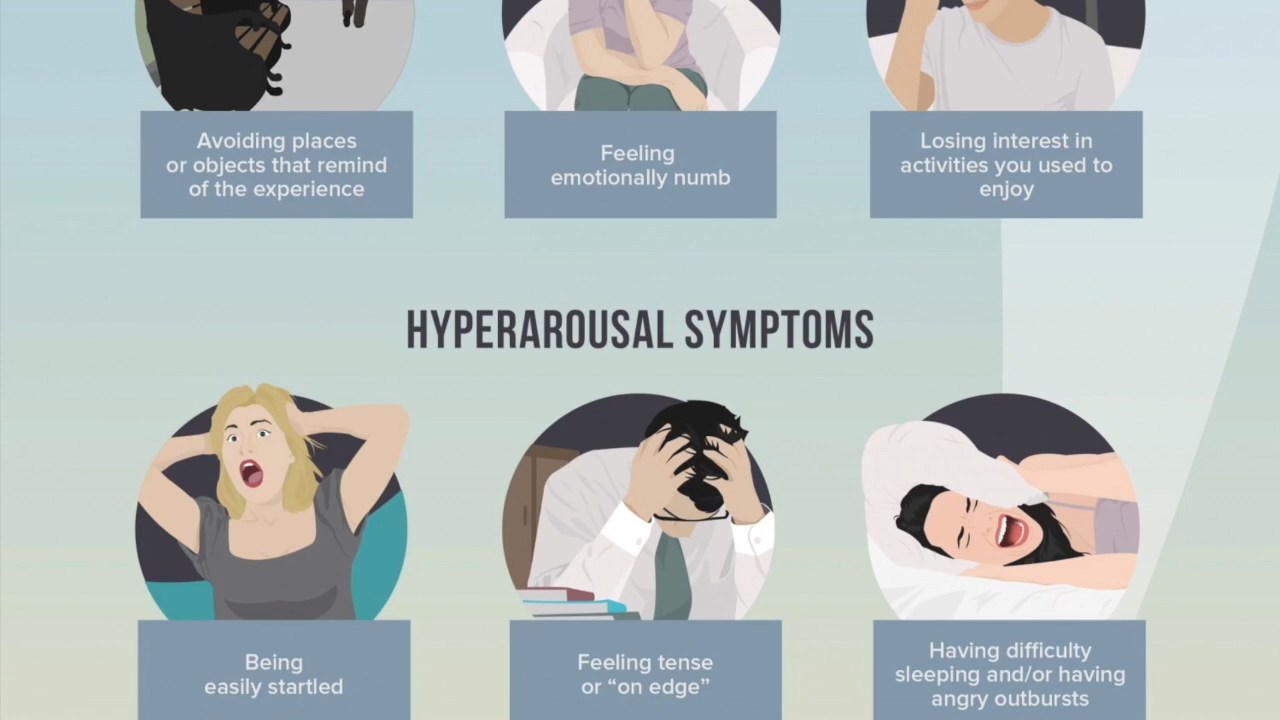 Avoiding places
or objects that remind
of the experience
Feeling
emotionally numb
Losing interest in
activities you used to
enjoy
HYPERAROUSAL SYMPTOMS
Being
easily startled
Feeling tense
or “on edge”
Having difficulty
sleeping and/or having
angry outbursts